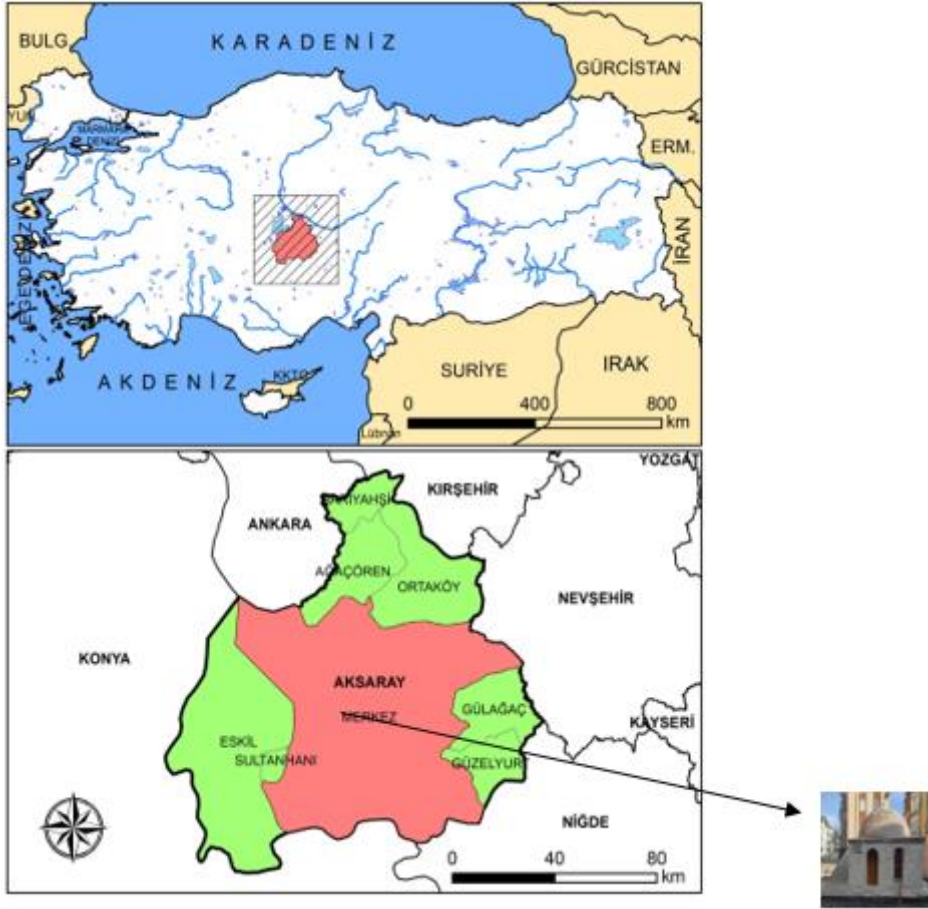 BULG.
K A R A D E N İ Z
GÜRCİSTAN
YUN.
MARMARA
DENİZİ
ERM.
İRAN
EGE DENİZİ
SURİYE
IRAK
A K D E N İ Z
KKTC
Lübnan
0 400 800
km
YOZGAT
KIRŞEHİR
ANKARA
SARIYAHŞİ
AĞAÇÖREN
ORTAKÖY
NEVŞEHİR
KONYA
AKSARAY
MERKEZ
GÜLAĞAÇ
KAYSERİ
ESKİL
SULTANHANI
GÜZELYURT
NİĞDE
0 40 80
km